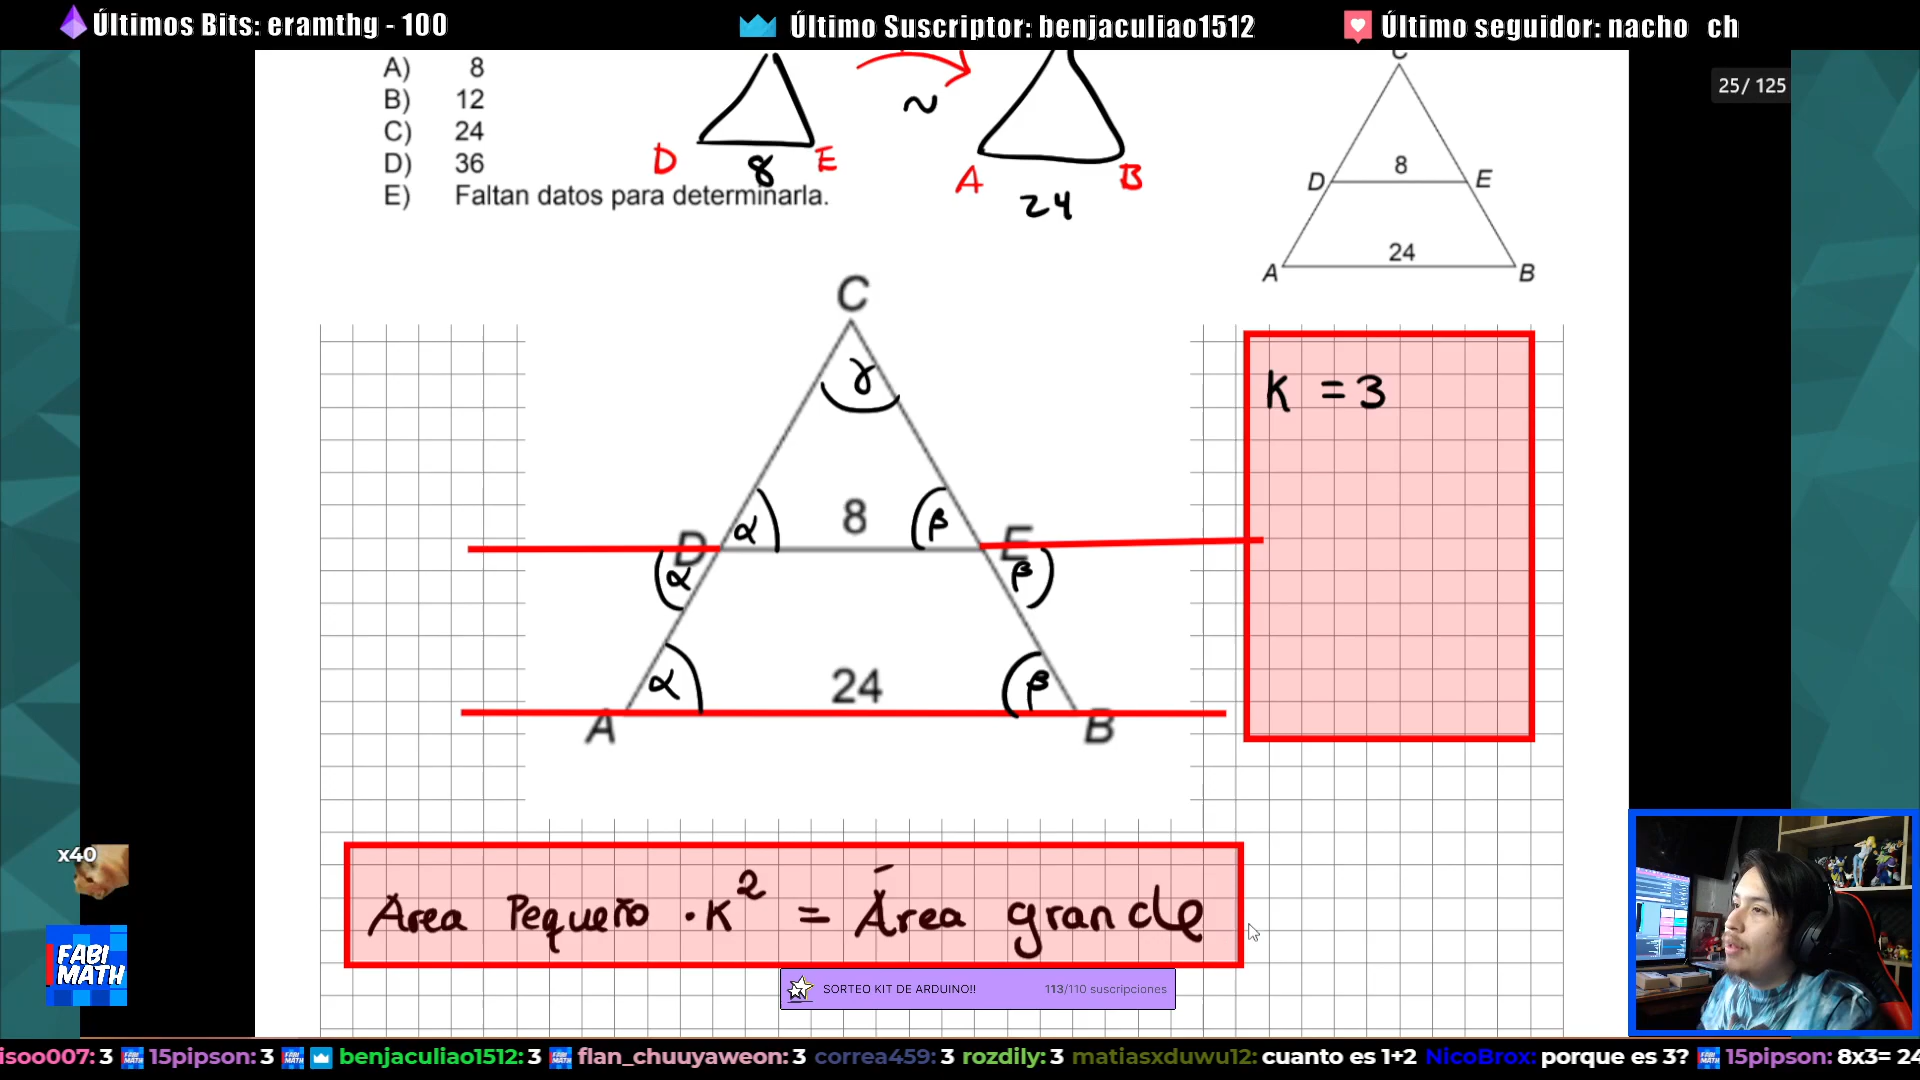 Últimos Bits: eramthg - 100
Último Suscriptor: benjaculiao1512
Último seguidor: nacho ch
25/ 125
A) 8
B) 12
C) 24
D) 36
E) Faltan datos para determinarla.
D 8 E
~
A B
24
C
D 8 E
24
A B
C
γ
α 8 β
D E
α β
α 24 β
A B
K = 3
x40
Area Pequeño · K² = Área grande
FABI
MATH
SORTEO KIT DE ARDUINO!! 113/110 suscripciones
isoo007: 3 15pipson: 3 benjaculiao1512: 3 flan_chuuyaweon: 3 correa459: 3 rozdily: 3 matiasxduwu12: cuanto es 1+2 NicoBrox: porque es 3? 15pipson: 8x3= 24